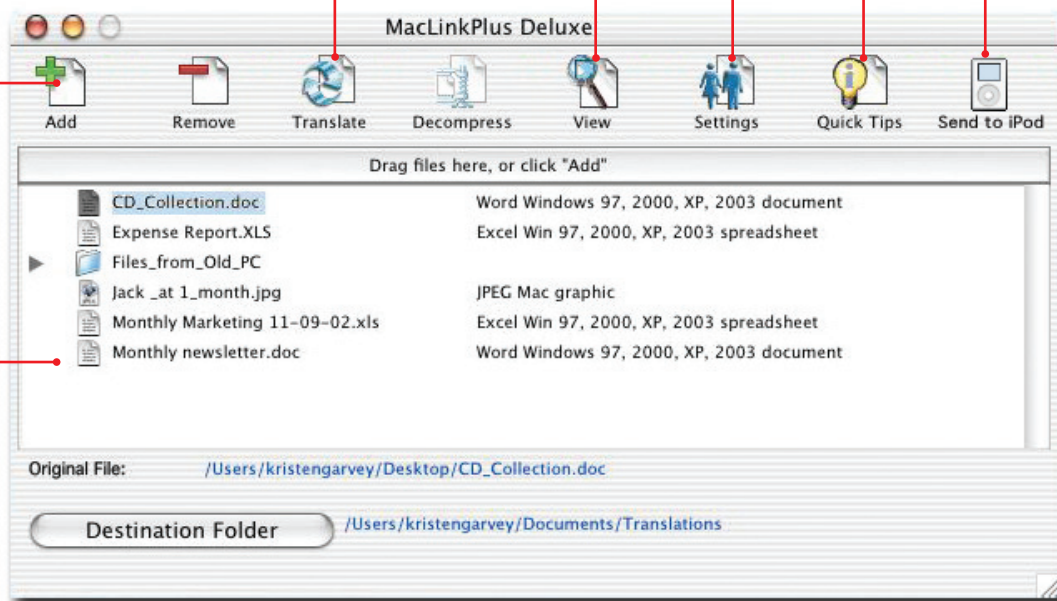 MacLinkPlus Deluxe
Add Remove Translate Decompress View Settings Quick Tips Send to iPod
Drag files here, or click "Add"
CD_Collection.doc Word Windows 97, 2000, XP, 2003 document
Expense Report.XLS Excel Win 97, 2000, XP, 2003 spreadsheet
Files_from_Old_PC
Jack _at 1_month.jpg JPEG Mac graphic
Monthly Marketing 11-09-02.xls Excel Win 97, 2000, XP, 2003 spreadsheet
Monthly newsletter.doc Word Windows 97, 2000, XP, 2003 document
Original File: /Users/kristengarvey/Desktop/CD_Collection.doc
Destination Folder /Users/kristengarvey/Documents/Translations